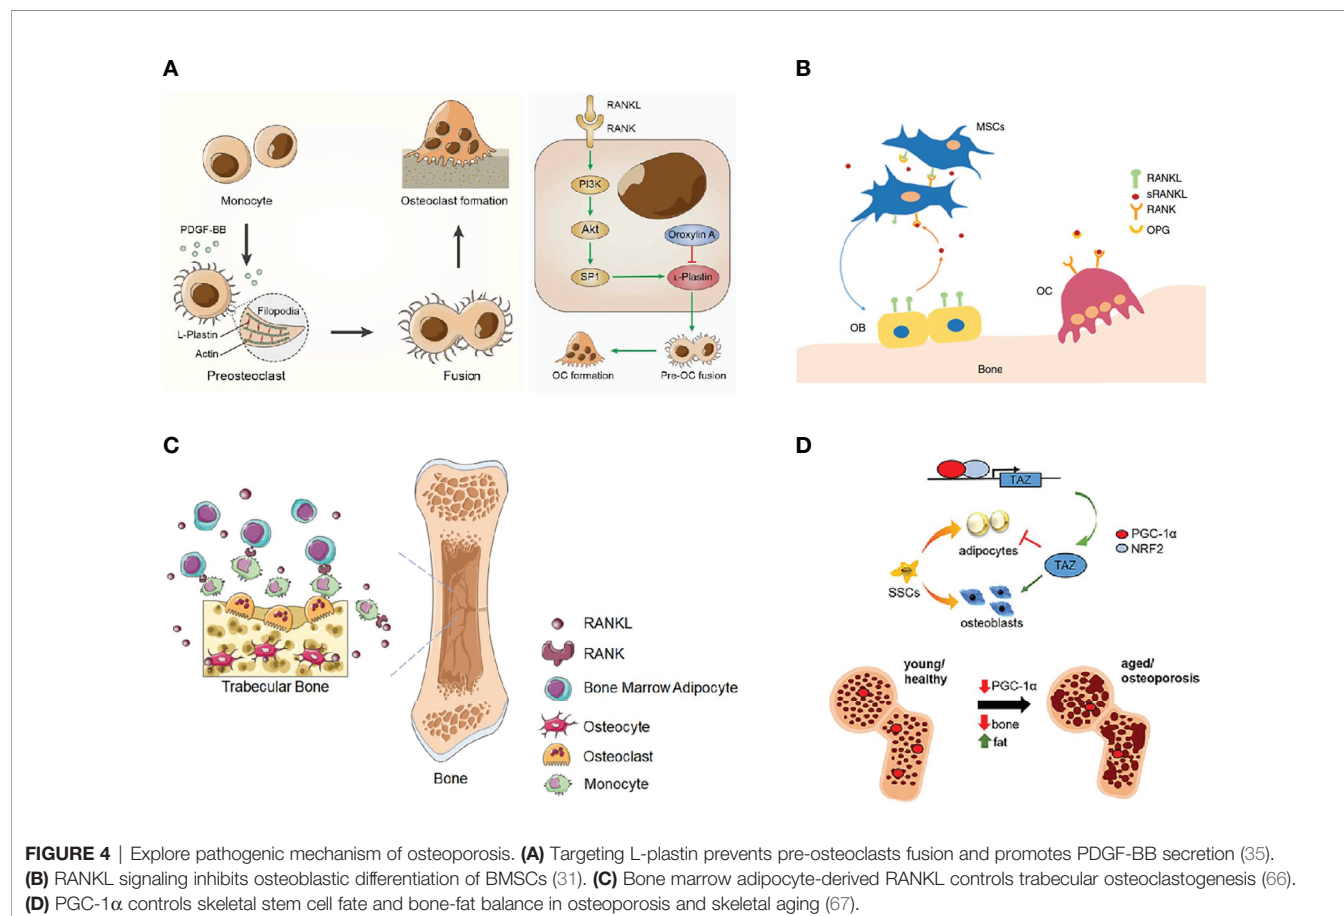 A
Monocyte
PDGF-BB
L-Plastin
Filopodia
Actin
Preosteoclast
Fusion
Osteoclast formation
RANKL
RANK
PI3K
Akt
Oroxylin A
SP1
L-Plastin
OC formation
Pre-OC fusion
B
MSCs
RANKL
sRANKL
RANK
OPG
OC
OB
Bone
C
Trabecular Bone
Bone
RANKL
RANK
Bone Marrow Adipocyte
Osteocyte
Osteoclast
Monocyte
D
TAZ
PGC-1α
NRF2
adipocytes
TAZ
SSCs
osteoblasts
young/
healthy
PGC-1α
bone
fat
aged/
osteoporosis
FIGURE 4 | Explore pathogenic mechanism of osteoporosis. (A) Targeting L-plastin prevents pre-osteoclasts fusion and promotes PDGF-BB secretion (35).
(B) RANKL signaling inhibits osteoblastic differentiation of BMSCs (31). (C) Bone marrow adipocyte-derived RANKL controls trabecular osteoclastogenesis (66).
(D) PGC-1α controls skeletal stem cell fate and bone-fat balance in osteoporosis and skeletal aging (67).